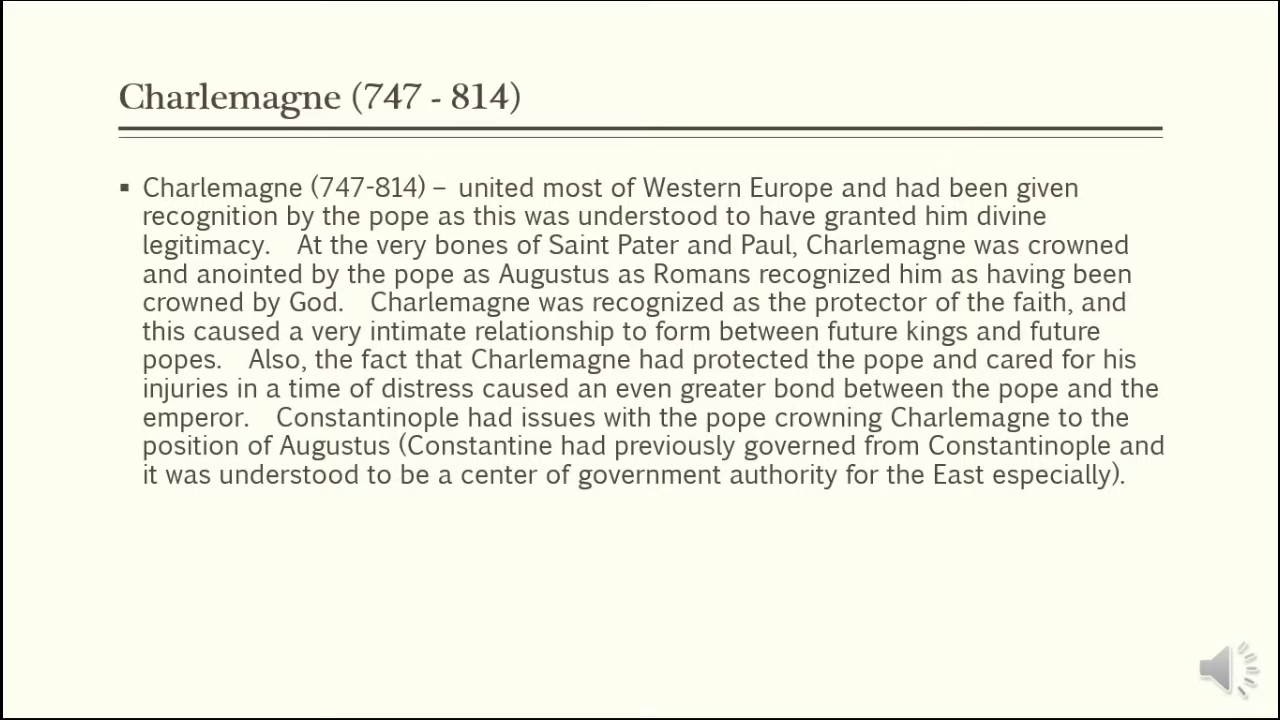 Charlemagne (747 - 814)
▪ Charlemagne (747-814) – united most of Western Europe and had been given
recognition by the pope as this was understood to have granted him divine
legitimacy. At the very bones of Saint Pater and Paul, Charlemagne was crowned
and anointed by the pope as Augustus as Romans recognized him as having been
crowned by God. Charlemagne was recognized as the protector of the faith, and
this caused a very intimate relationship to form between future kings and future
popes. Also, the fact that Charlemagne had protected the pope and cared for his
injuries in a time of distress caused an even greater bond between the pope and the
emperor. Constantinople had issues with the pope crowning Charlemagne to the
position of Augustus (Constantine had previously governed from Constantinople and
it was understood to be a center of government authority for the East especially).